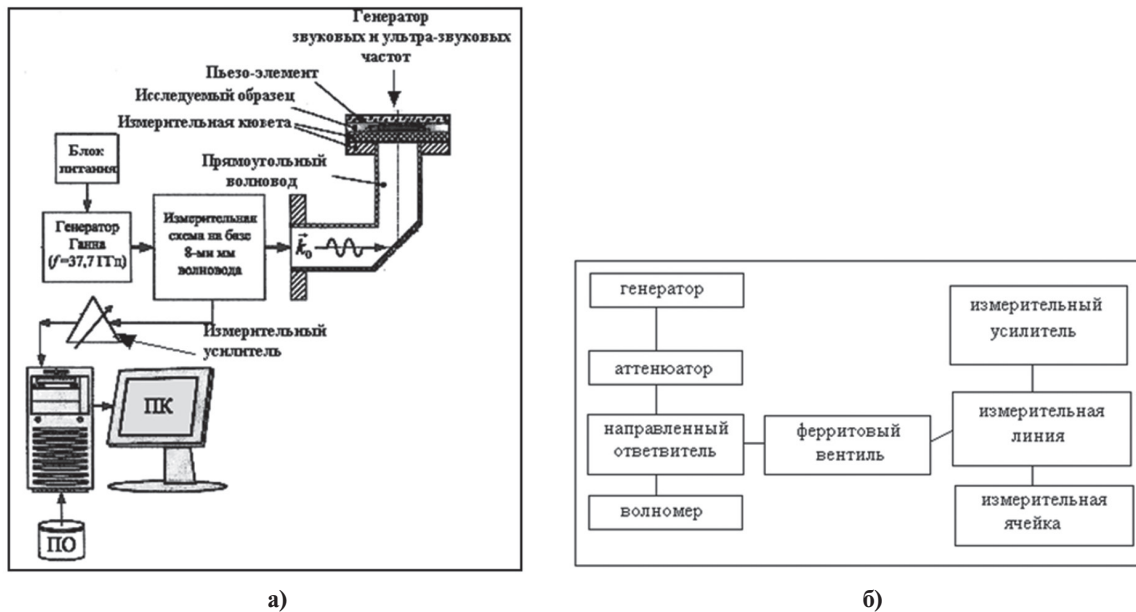 Генератор
звуковых и ультра-звуковых
частот
Пьезо-элемент
Исследуемый образец
Измерительная кювета
Прямоугольный
волновод
Блок
питания
Генератор
Ганна
(f=37,7 ГГц)
Измерительная
схема на базе
8-ми мм
волновода
k₀
Измерительный
усилитель
ПК
ПО
а)
генератор
аттенюатор
направленный
ответвитель
волномер
ферритовый
вентиль
измерительный
усилитель
измерительная
линия
измерительная
ячейка
б)